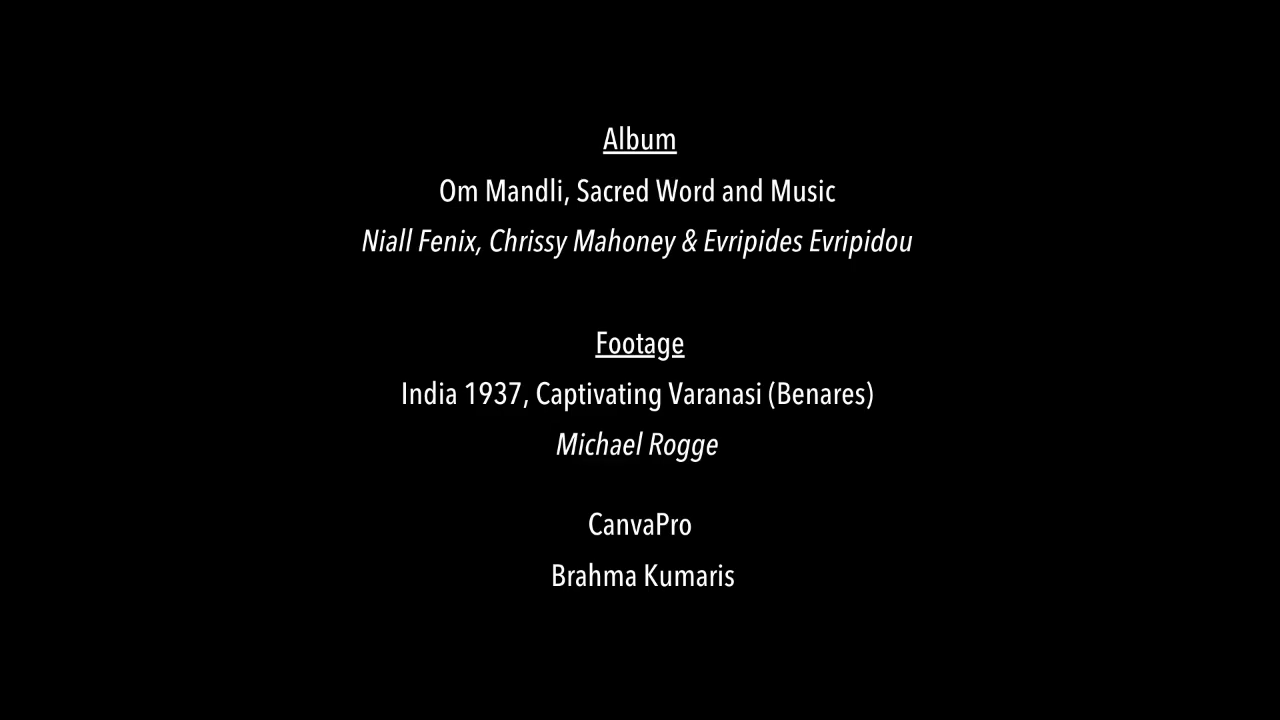 Album
Om Mandli, Sacred Word and Music
Niall Fenix, Chrissy Mahoney & Evripides Evripidou
Footage
India 1937, Captivating Varanasi (Benares)
Michael Rogge
CanvaPro
Brahma Kumaris